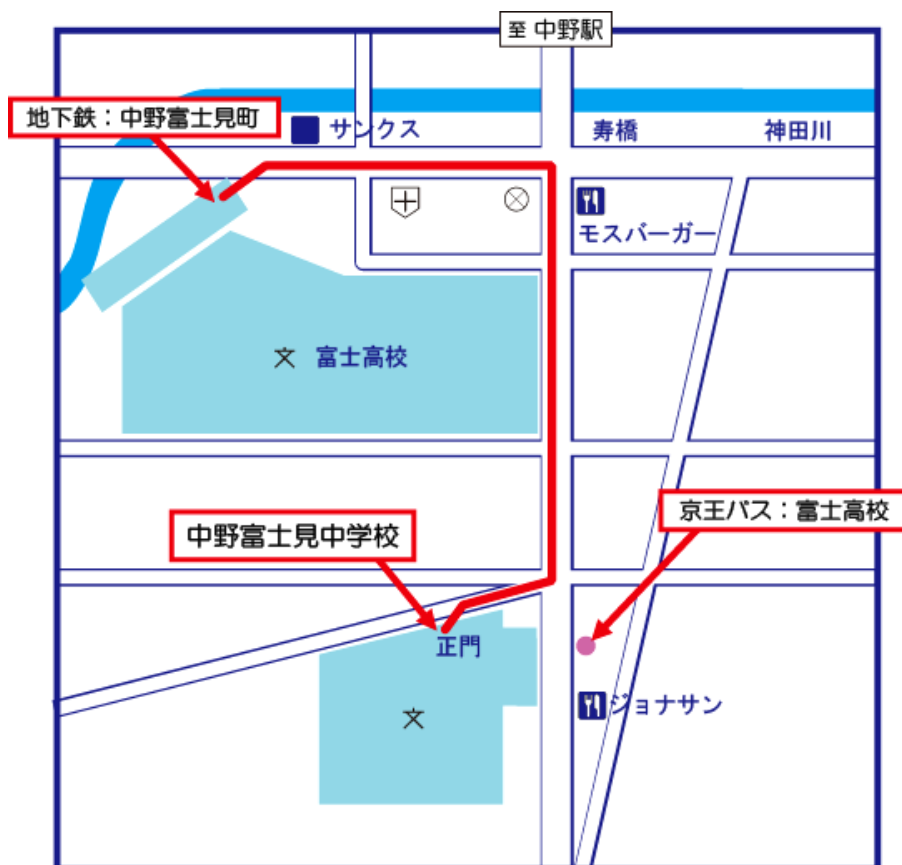 至 中野駅
地下鉄：中野富士見町
サンクス
寿橋
神田川
モスバーガー
文 富士高校
京王バス：富士高校
中野富士見中学校
正門
ジョナサン
文